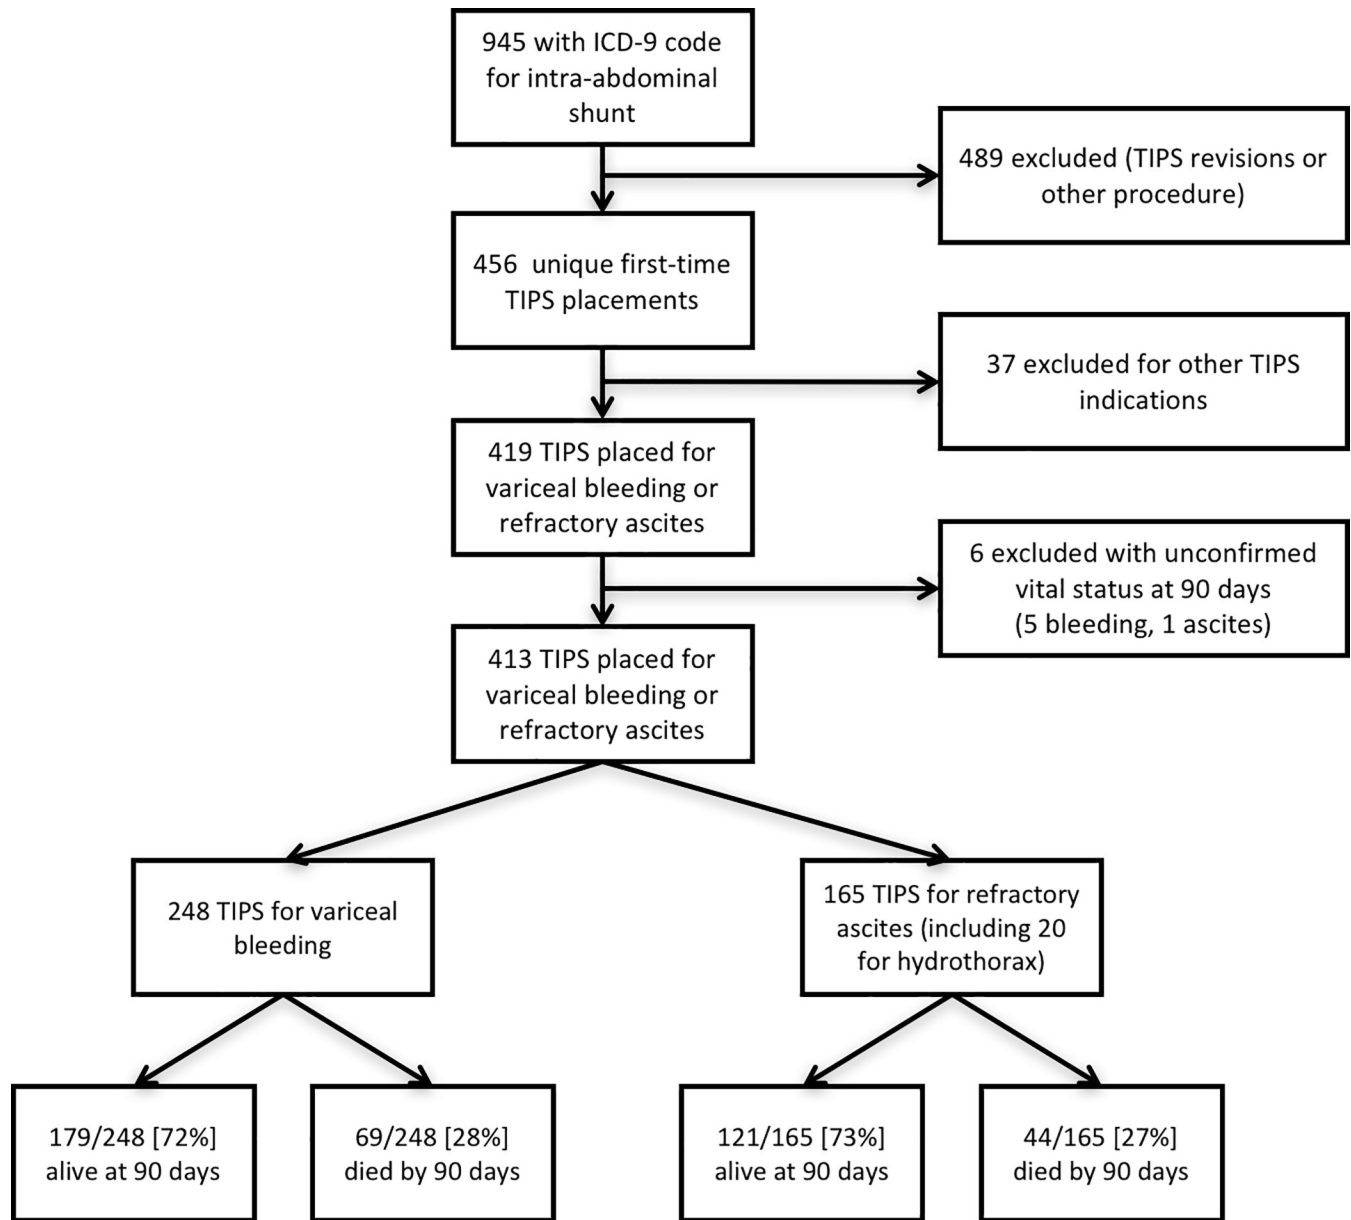 945 with ICD-9 code
for intra-abdominal
shunt
489 excluded (TIPS revisions or
other procedure)
456 unique first-time
TIPS placements
37 excluded for other TIPS
indications
419 TIPS placed for
variceal bleeding or
refractory ascites
6 excluded with unconfirmed
vital status at 90 days
(5 bleeding, 1 ascites)
413 TIPS placed for
variceal bleeding or
refractory ascites
248 TIPS for variceal
bleeding
165 TIPS for refractory
ascites (including 20
for hydrothorax)
179/248 [72%]
alive at 90 days
69/248 [28%]
died by 90 days
121/165 [73%]
alive at 90 days
44/165 [27%]
died by 90 days